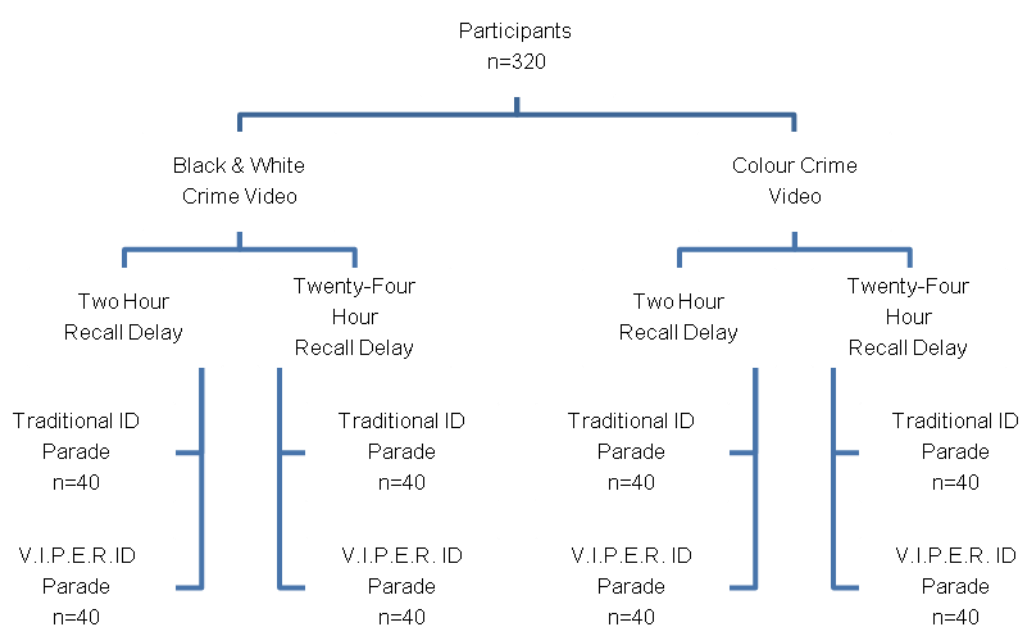 Participants
n=320
Black & White
Crime Video
Colour Crime
Video
Two Hour
Recall Delay
Twenty-Four
Hour
Recall Delay
Two Hour
Recall Delay
Twenty-Four
Hour
Recall Delay
Traditional ID
Parade
n=40
Traditional ID
Parade
n=40
Traditional ID
Parade
n=40
Traditional ID
Parade
n=40
V.I.P.E.R. ID
Parade
n=40
V.I.P.E.R. ID
Parade
n=40
V.I.P.E.R. ID
Parade
n=40
V.I.P.E.R. ID
Parade
n=40